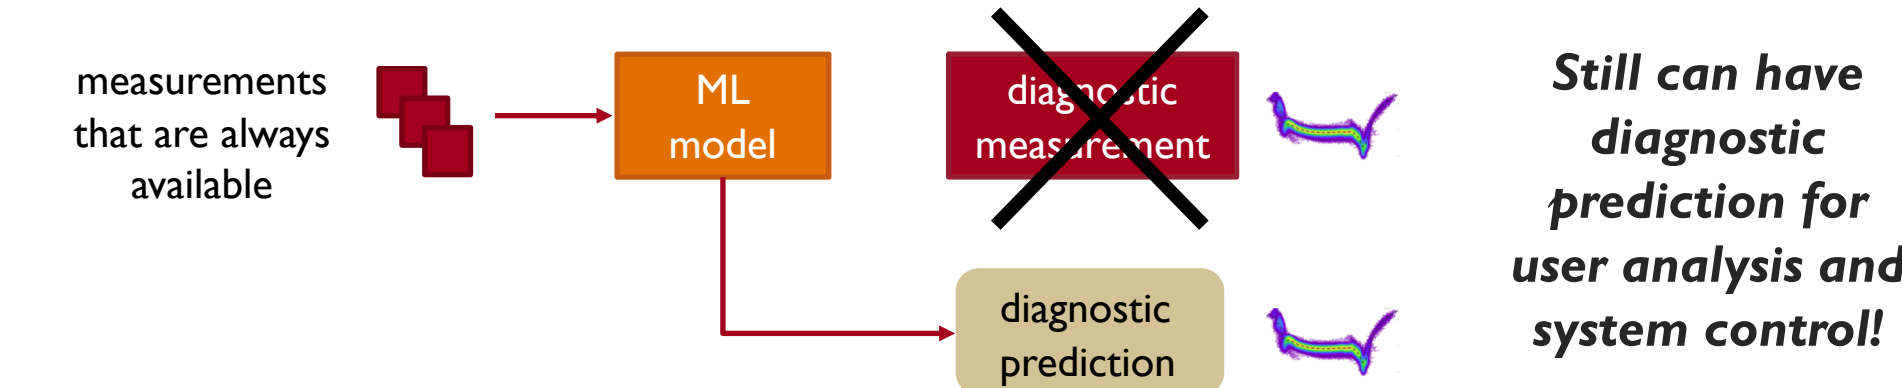 measurements
that are always
available
ML
model
diagnostic
measurement
diagnostic
prediction
Still can have
diagnostic
prediction for
user analysis and
system control!